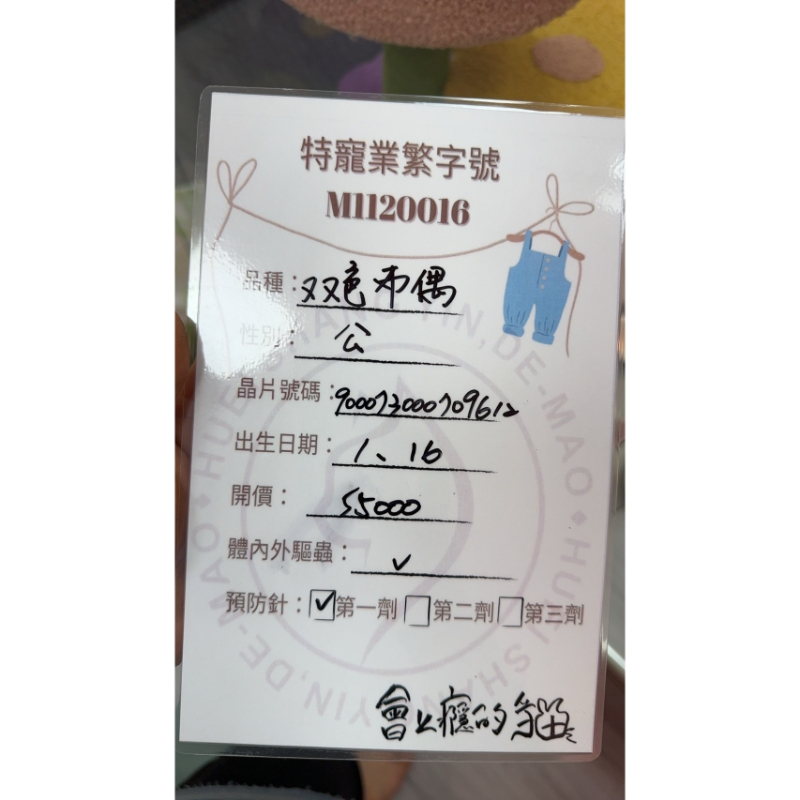 特寵業繁字號
M1120016
品種：双色布偶
性別：公
晶片號碼：900073000709612
出生日期：1、16
開價：55000
體內外驅蟲：✓
預防針：☑第一劑 ☐第二劑 ☐第三劑
會上癮的貓